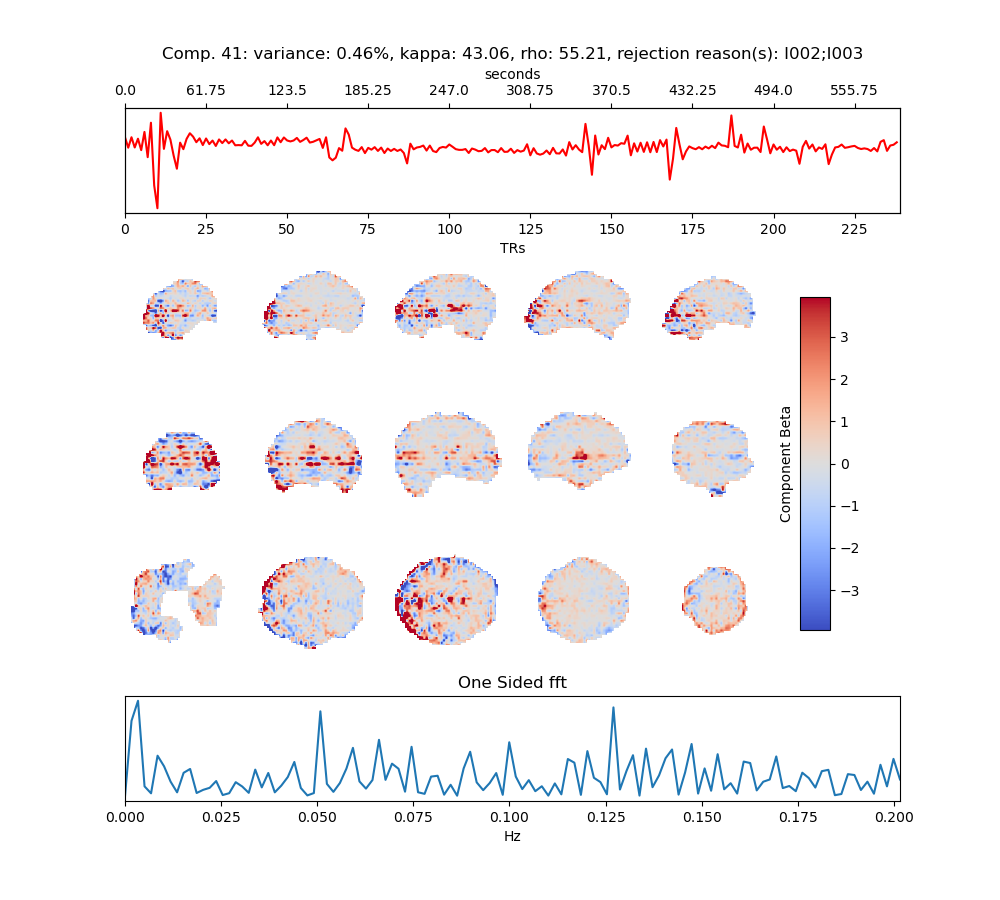 Comp. 41: variance: 0.46%, kappa: 43.06, rho: 55.21, rejection reason(s): I002;I003
seconds
0.0 61.75 123.5 185.25 247.0 308.75 370.5 432.25 494.0 555.75
0 25 50 75 100 125 150 175 200 225
TRs
3
2
1
0
−1
−2
−3
Component Beta
One Sided fft
0.000 0.025 0.050 0.075 0.100 0.125 0.150 0.175 0.200
Hz